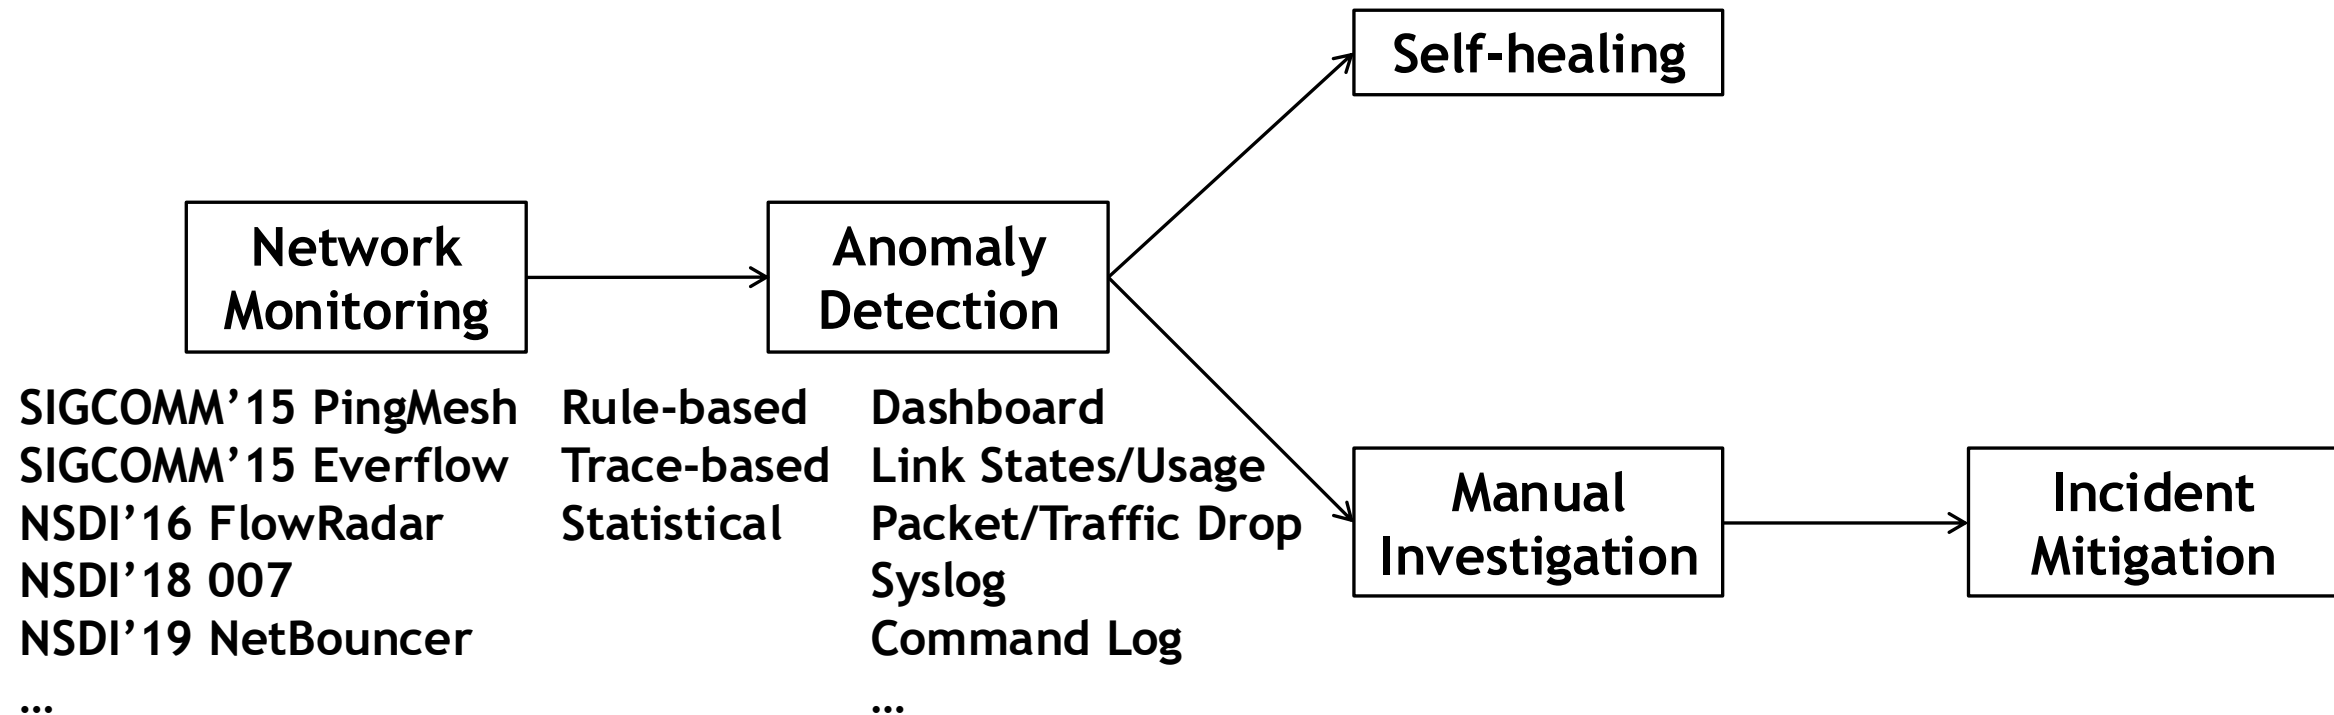 Self-healing
Network
Monitoring
Anomaly
Detection
SIGCOMM’15 PingMesh
SIGCOMM’15 Everflow
NSDI’16 FlowRadar
NSDI’18 007
NSDI’19 NetBouncer
...
Rule-based
Trace-based
Statistical
Dashboard
Link States/Usage
Packet/Traffic Drop
Syslog
Command Log
...
Manual
Investigation
Incident
Mitigation